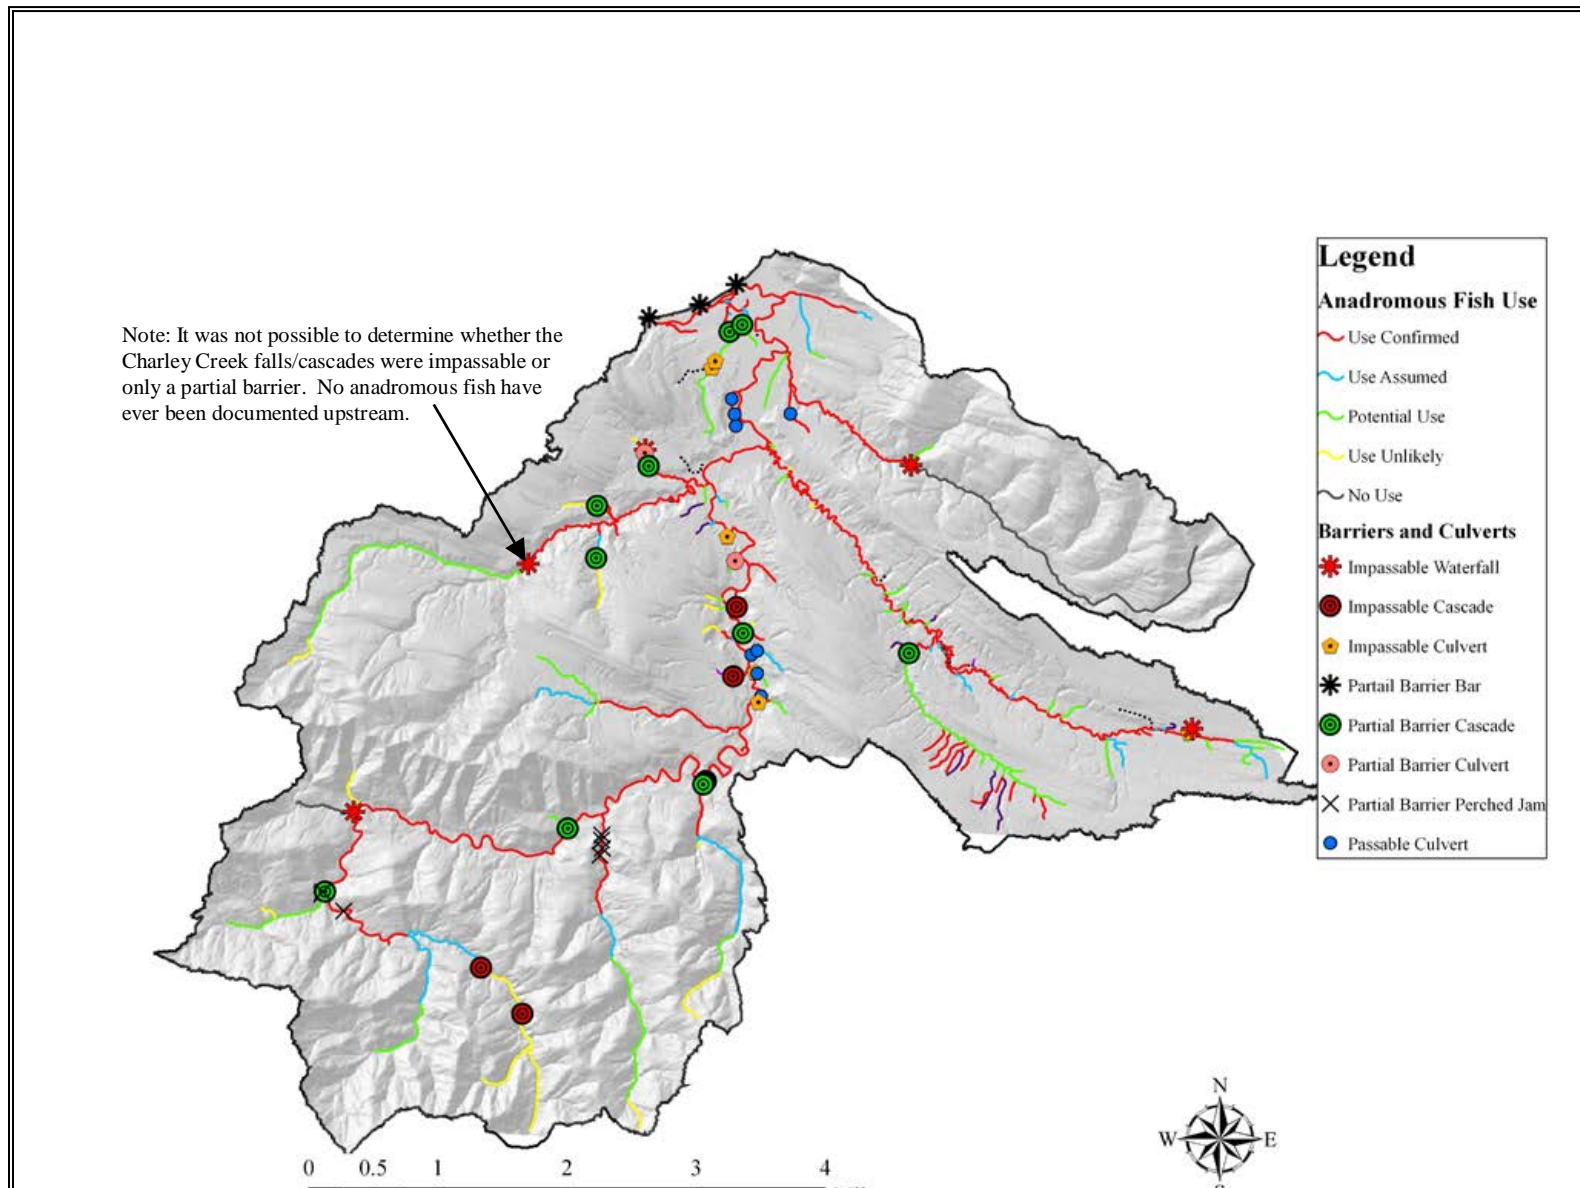 Note: It was not possible to determine whether the
Charley Creek falls/cascades were impassable or
only a partial barrier. No anadromous fish have
ever been documented upstream.
Legend
Anadromous Fish Use
Use Confirmed
Use Assumed
Potential Use
Use Unlikely
No Use
Barriers and Culverts
Impassable Waterfall
Impassable Cascade
Impassable Culvert
Partail Barrier Bar
Partial Barrier Cascade
Partial Barrier Culvert
Partial Barrier Perched Jam
Passable Culvert
N
W E
0 0.5 1 2 3 4